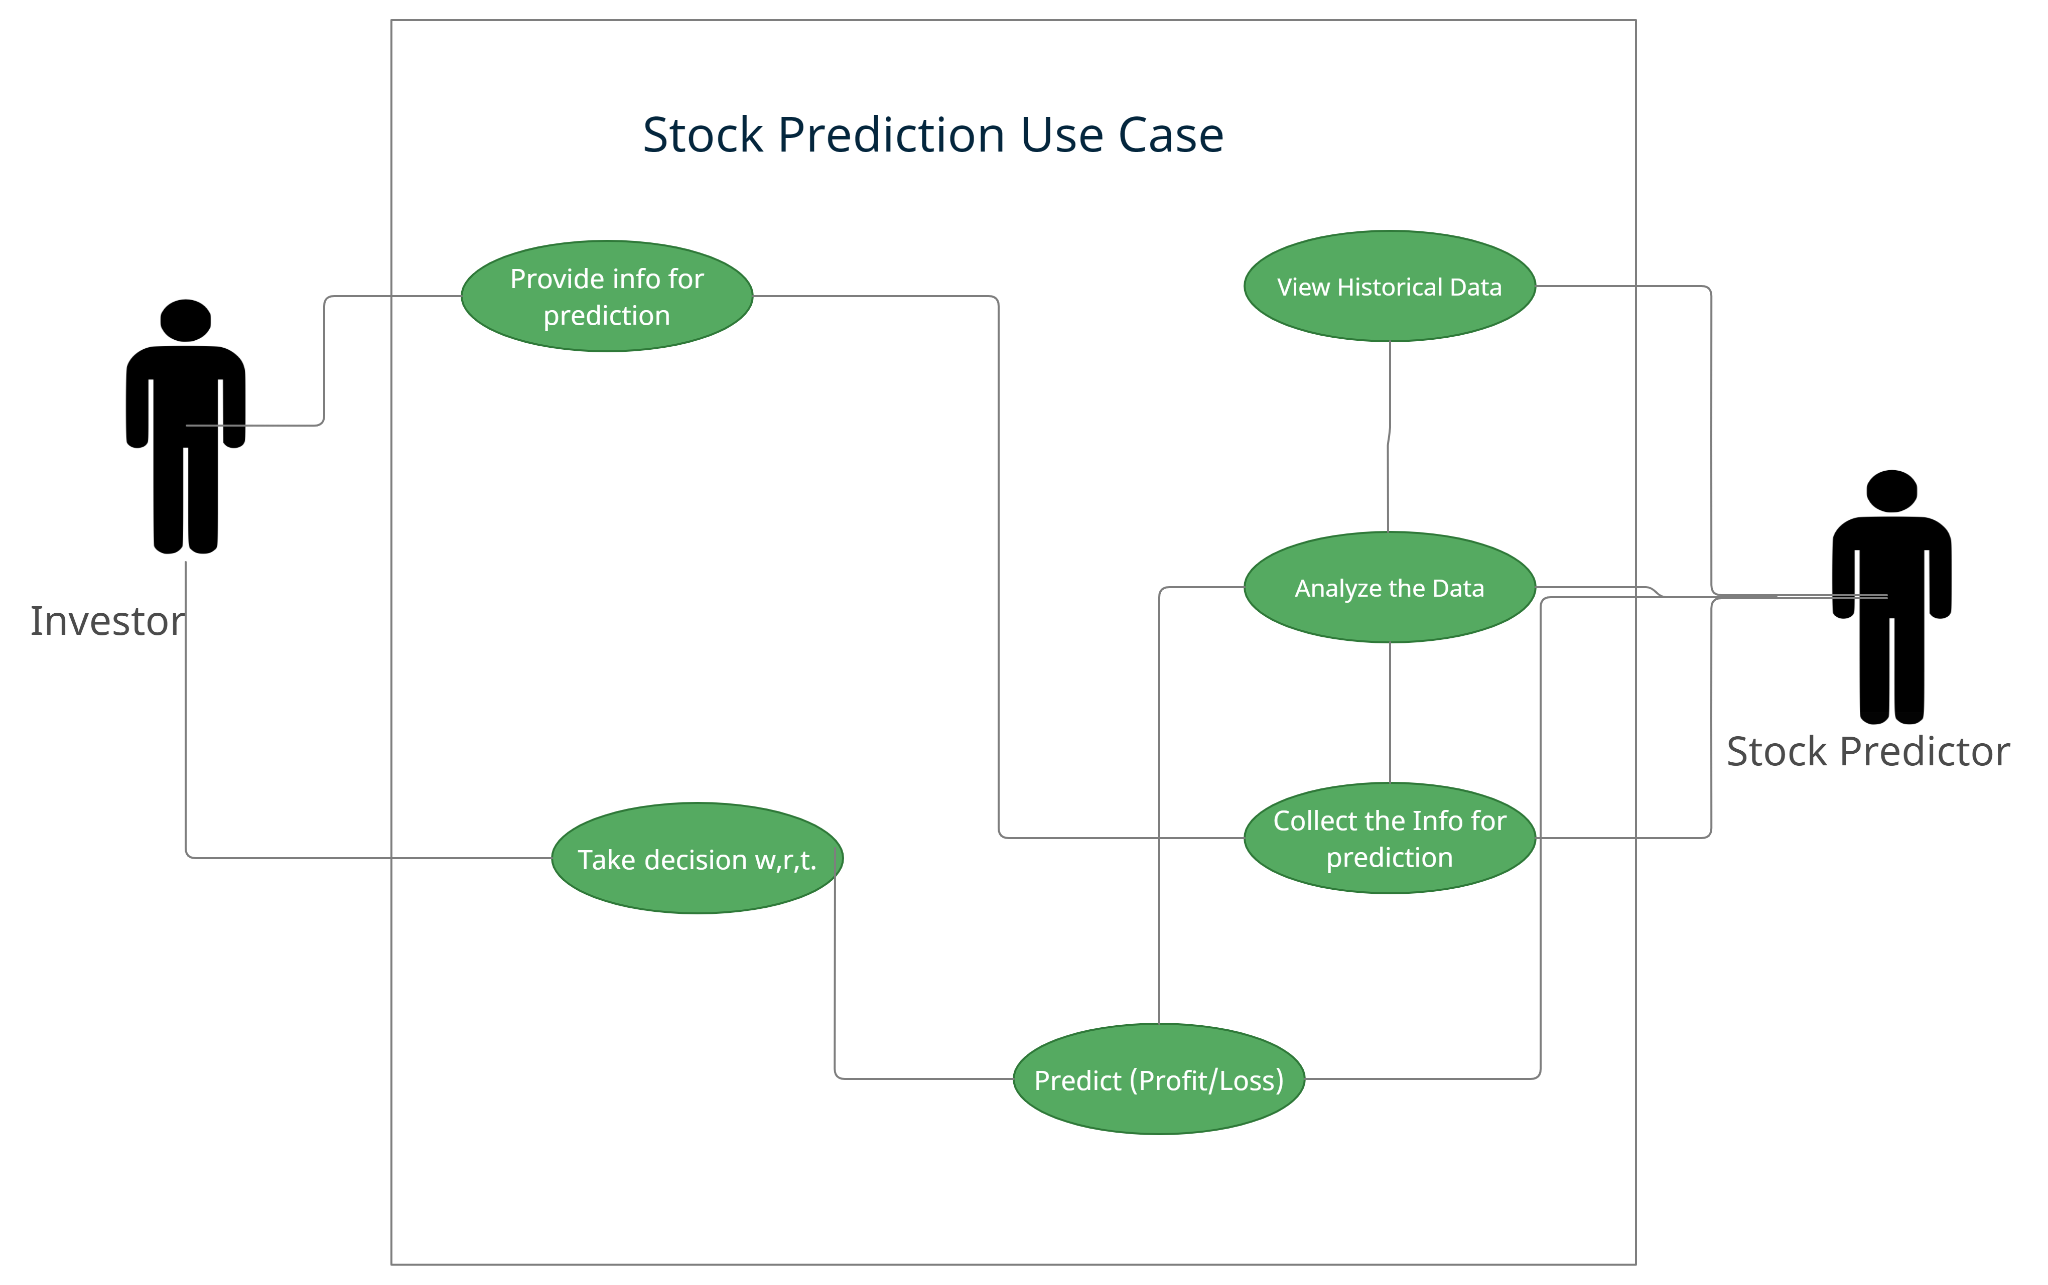 Stock Prediction Use Case
Provide info for
prediction
View Historical Data
Analyze the Data
Investor
Stock Predictor
Collect the Info for
prediction
Take decision w,r,t.
Predict (Profit/Loss)